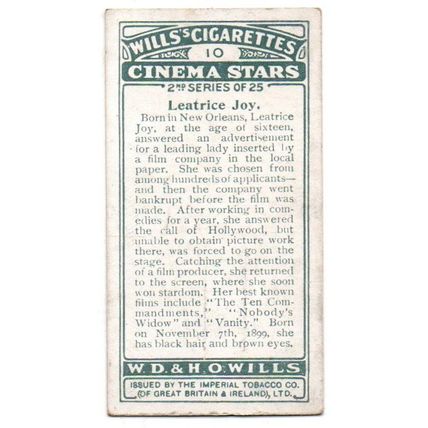 WILLS'S CIGARETTES
10
CINEMA STARS
2ND SERIES OF 25
Leatrice Joy.
Born in New Orleans, Leatrice
Joy, at the age of sixteen,
answered an advertisement
for a leading lady inserted by
a film company in the local
paper. She was chosen from
among hundreds of applicants—
and then the company went
bankrupt before the film was
made. After working in com-
edies for a year, she answered
the call of Hollywood, but
unable to obtain picture work
there, was forced to go on the
stage. Catching the attention
of a film producer, she returned
to the screen, where she soon
won stardom. Her best known
films include "The Ten Com-
mandments," "Nobody's
Widow" and "Vanity." Born
on November 7th, 1899, she
has black hair and brown eyes.
W.D. & H.O. WILLS
ISSUED BY THE IMPERIAL TOBACCO CO.
(OF GREAT BRITAIN & IRELAND), LTD.